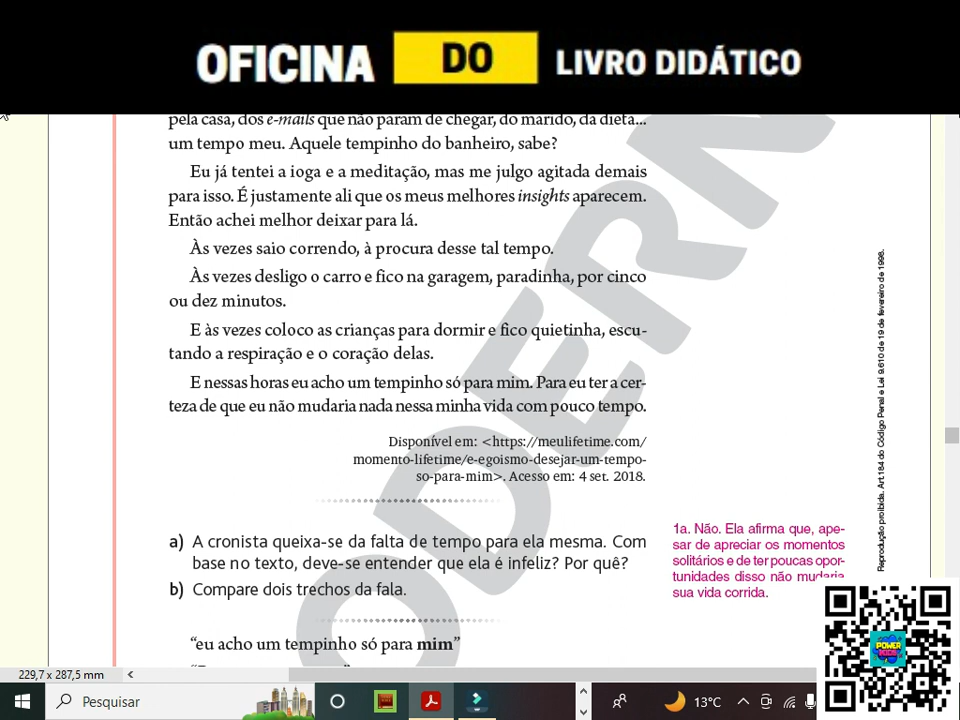 OFICINA DO LIVRO DIDÁTICO
pela casa, dos e-mails que não param de chegar, do marido, da dieta...
um tempo meu. Aquele tempinho do banheiro, sabe?
Eu já tentei a ioga e a meditação, mas me julgo agitada demais
para isso. É justamente ali que os meus melhores insights aparecem.
Então achei melhor deixar para lá.
Às vezes saio correndo, à procura desse tal tempo.
Às vezes desligo o carro e fico na garagem, paradinha, por cinco
ou dez minutos.
E às vezes coloco as crianças para dormir e fico quietinha, escu-
tando a respiração e o coração delas.
E nessas horas eu acho um tempinho só para mim. Para eu ter a cer-
teza de que eu não mudaria nada nessa minha vida com pouco tempo.
Disponível em: <https://meulifetime.com/
momento-lifetime/e-egoismo-desejar-um-tempo-
so-para-mim>. Acesso em: 4 set. 2018.
a) A cronista queixa-se da falta de tempo para ela mesma. Com
base no texto, deve-se entender que ela é infeliz? Por quê?
b) Compare dois trechos da fala.
"eu acho um tempinho só para mim"
1a. Não. Ela afirma que, ape-
sar de apreciar os momentos
solitários e de ter poucas opor-
tunidades disso não mudaria
sua vida corrida.
Reprodução proibida. Art.184 do Código Penal e Lei 9.610 de 19 de fevereiro de 1998.
ODERN
229,7 x 287,5 mm
Pesquisar
13°C